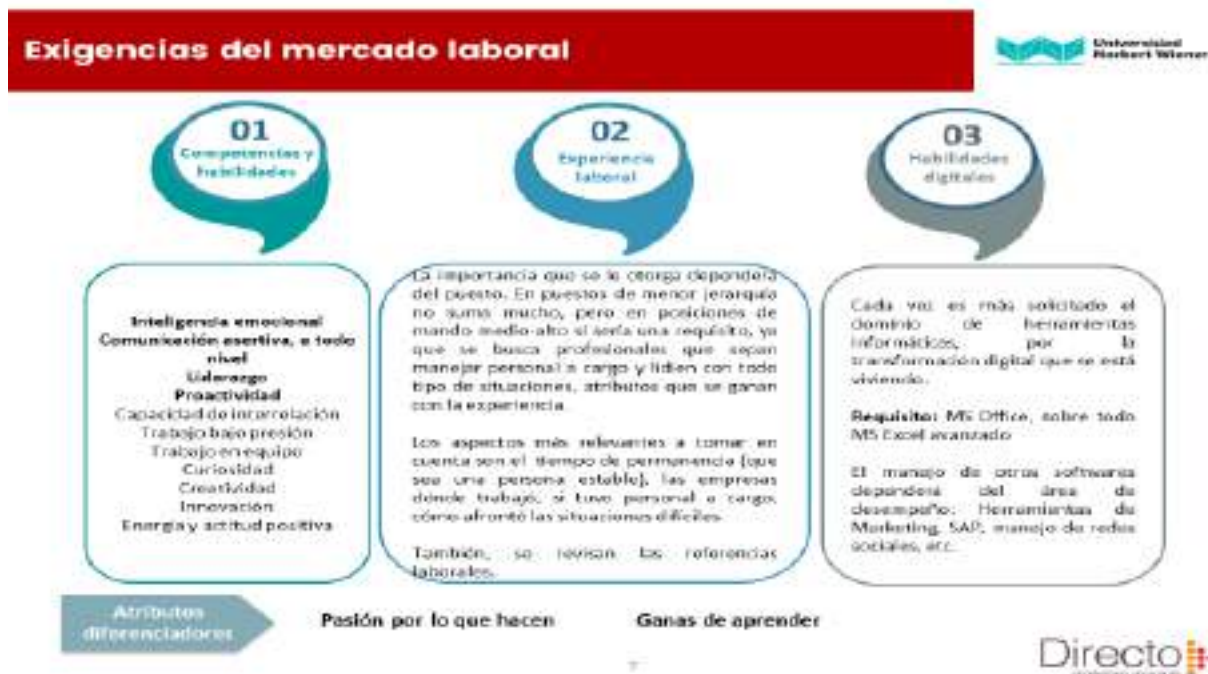 Exigencias del mercado laboral
Universidad
Norbert Wiener
01
Competencias y
habilidades
02
Experiencia
laboral
03
Habilidades
digitales
Inteligencia emocional
Comunicación asertiva, a todo
nivel
Liderazgo
Proactividad
Capacidad de interrelación
Trabajo bajo presión
Trabajo en equipo
Curiosidad
Creatividad
Innovación
Energía y actitud positiva
La importancia que se le otorga dependerá
del puesto. En puestos de menor jerarquía
no suma mucho, pero en posiciones de
mando medio-alto si sería una requisito, ya
que se busca profesionales que sepan
manejar personal a cargo y lidien con todo
tipo de situaciones, atributos que se ganan
con la experiencia.
Los aspectos más relevantes a tomar en
cuenta son el tiempo de permanencia (que
sea una persona estable), las empresas
donde trabajó, si tuvo personal a cargo,
cómo afrontó las situaciones difíciles.
También, se revisan las referencias
laborales.
Cada vez es más solicitado el
dominio de herramientas
informáticas, por la
transformación digital que se está
viviendo.
Requisito: MS Office, sobre todo
MS Excel avanzado
El manejo de otros softwares
dependerá del área de
desempeño: Herramientas de
Marketing, SAP, manejo de redes
sociales, etc.
Atributos
diferenciadores
Pasión por lo que hacen
Ganas de aprender
Directo